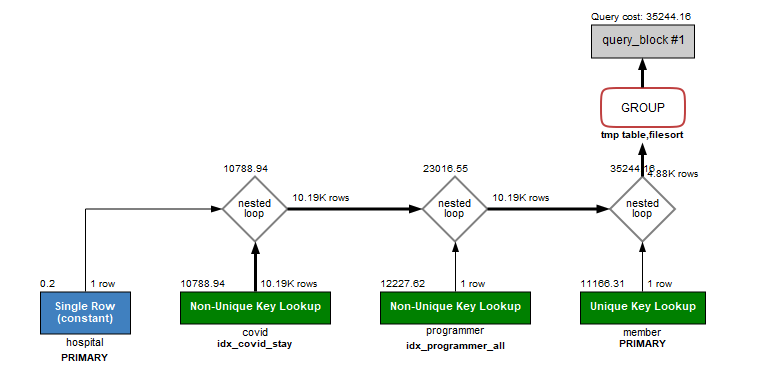 Query cost: 35244.16
query_block #1
GROUP
tmp table,filesort
10788.94
23016.55
35244.16
4.88K rows
nested
loop
10.19K rows
nested
loop
10.19K rows
nested
loop
0.2
1 row
10788.94
10.19K rows
12227.62
1 row
11166.31
1 row
Single Row
(constant)
Non-Unique Key Lookup
Non-Unique Key Lookup
Unique Key Lookup
hospital
PRIMARY
covid
idx_covid_stay
programmer
idx_programmer_all
member
PRIMARY